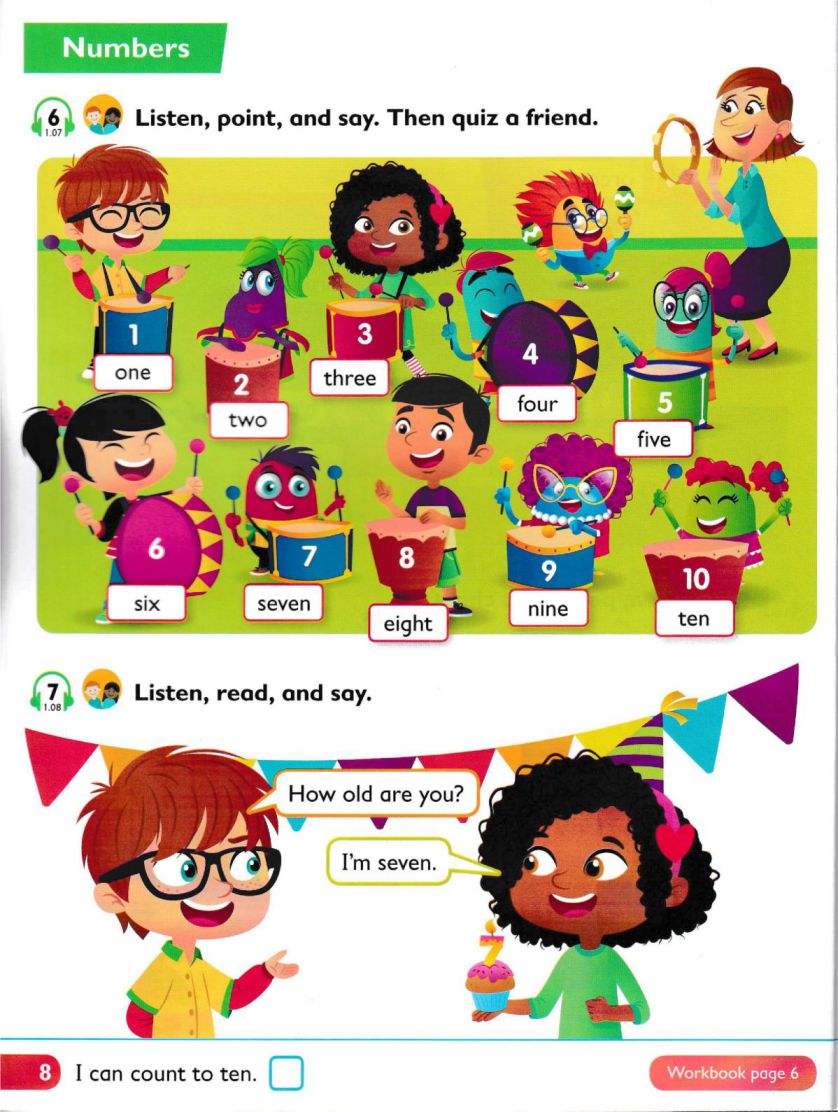 Numbers
6
1.07
Listen, point, and say. Then quiz a friend.
1
one
2
two
3
three
4
four
5
five
6
six
7
seven
8
eight
9
nine
10
ten
7
1.08
Listen, read, and say.
How old are you?
I'm seven.
7
8 I can count to ten.
Workbook page 6